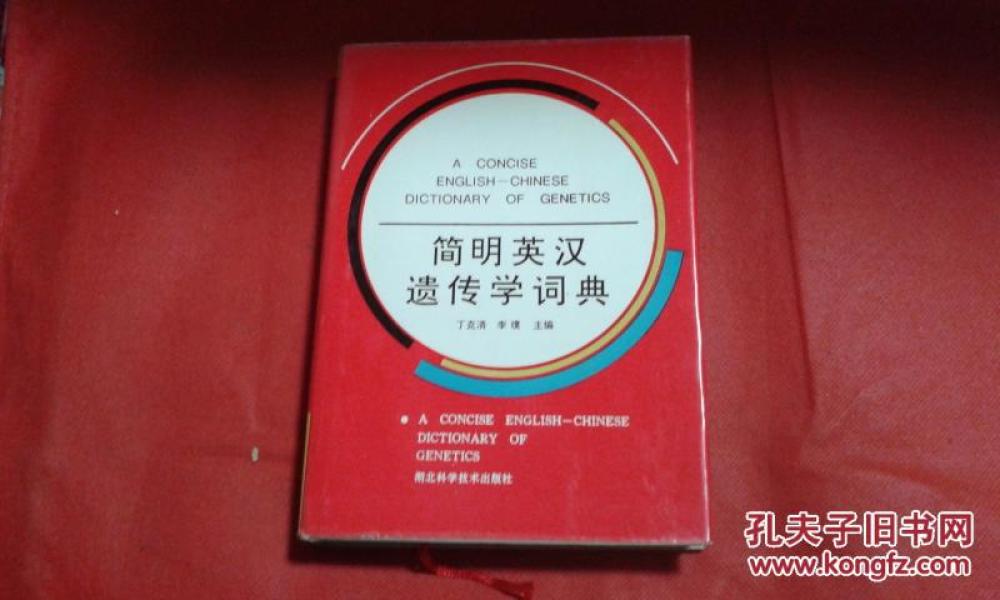 A CONCISE
ENGLISH—CHINESE
DICTIONARY OF GENETICS
简明英汉
遗传学词典
丁克清 李璞 主编
A CONCISE ENGLISH—CHINESE
DICTIONARY OF
GENETICS
湖北科学技术出版社
孔夫子旧书网
www.kongfz.com